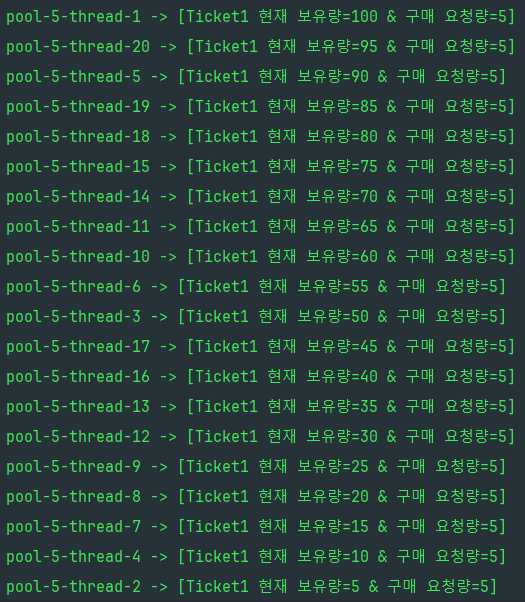 pool-5-thread-1 -> [Ticket1 현재 보유량=100 & 구매 요청량=5]
pool-5-thread-20 -> [Ticket1 현재 보유량=95 & 구매 요청량=5]
pool-5-thread-5 -> [Ticket1 현재 보유량=90 & 구매 요청량=5]
pool-5-thread-19 -> [Ticket1 현재 보유량=85 & 구매 요청량=5]
pool-5-thread-18 -> [Ticket1 현재 보유량=80 & 구매 요청량=5]
pool-5-thread-15 -> [Ticket1 현재 보유량=75 & 구매 요청량=5]
pool-5-thread-14 -> [Ticket1 현재 보유량=70 & 구매 요청량=5]
pool-5-thread-11 -> [Ticket1 현재 보유량=65 & 구매 요청량=5]
pool-5-thread-10 -> [Ticket1 현재 보유량=60 & 구매 요청량=5]
pool-5-thread-6 -> [Ticket1 현재 보유량=55 & 구매 요청량=5]
pool-5-thread-3 -> [Ticket1 현재 보유량=50 & 구매 요청량=5]
pool-5-thread-17 -> [Ticket1 현재 보유량=45 & 구매 요청량=5]
pool-5-thread-16 -> [Ticket1 현재 보유량=40 & 구매 요청량=5]
pool-5-thread-13 -> [Ticket1 현재 보유량=35 & 구매 요청량=5]
pool-5-thread-12 -> [Ticket1 현재 보유량=30 & 구매 요청량=5]
pool-5-thread-9 -> [Ticket1 현재 보유량=25 & 구매 요청량=5]
pool-5-thread-8 -> [Ticket1 현재 보유량=20 & 구매 요청량=5]
pool-5-thread-7 -> [Ticket1 현재 보유량=15 & 구매 요청량=5]
pool-5-thread-4 -> [Ticket1 현재 보유량=10 & 구매 요청량=5]
pool-5-thread-2 -> [Ticket1 현재 보유량=5 & 구매 요청량=5]